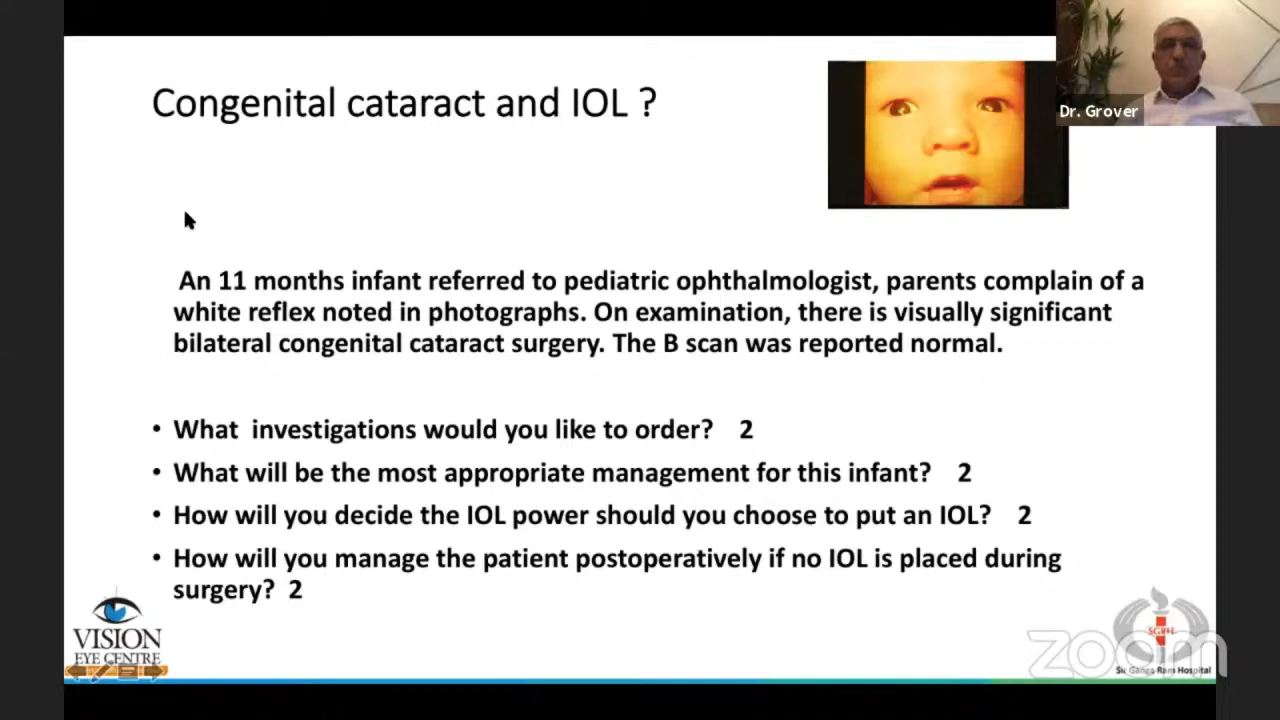 Congenital cataract and IOL ?
Dr. Grover
An 11 months infant referred to pediatric ophthalmologist, parents complain of a
white reflex noted in photographs. On examination, there is visually significant
bilateral congenital cataract surgery. The B scan was reported normal.
• What investigations would you like to order? 2
• What will be the most appropriate management for this infant? 2
• How will you decide the IOL power should you choose to put an IOL? 2
• How will you manage the patient postoperatively if no IOL is placed during
surgery? 2
VISION
EYE CENTRE
SGRH
zoom
Sir Ganga Ram Hospital